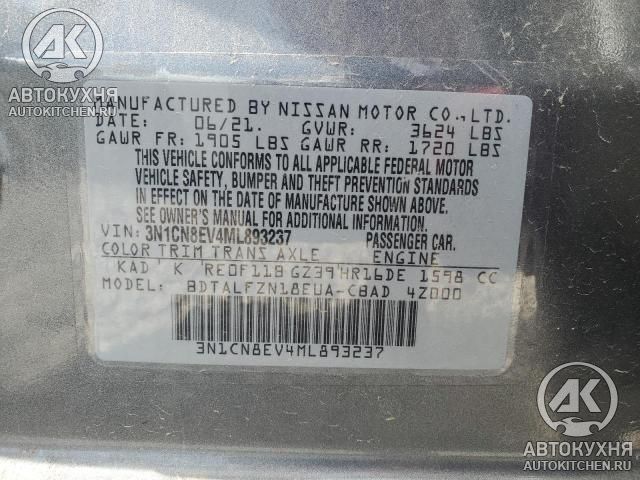 AK
АВТОКУХНЯ
AUTOKITCHEN.RU
MANUFACTURED BY NISSAN MOTOR CO.,LTD.
DATE: 06/21. GVWR: 3624 LBS
GAWR FR: 1905 LBS GAWR RR: 1720 LBS
THIS VEHICLE CONFORMS TO ALL APPLICABLE FEDERAL MOTOR
VEHICLE SAFETY, BUMPER AND THEFT PREVENTION STANDARDS
IN EFFECT ON THE DATE OF MANUFACTURE SHOWN ABOVE.
SEE OWNER'S MANUAL FOR ADDITIONAL INFORMATION.
VIN: 3N1CN8EV4ML893237 PASSENGER CAR.
COLOR TRIM TRANS AXLE ENGINE
KAD K RE0F11B GZ39 HR16DE 1598 CC
MODEL: BDTALFZN18EUA-CBAD 4Z000
3N1CN8EV4ML893237
AK
АВТОКУХНЯ
AUTOKITCHEN.RU